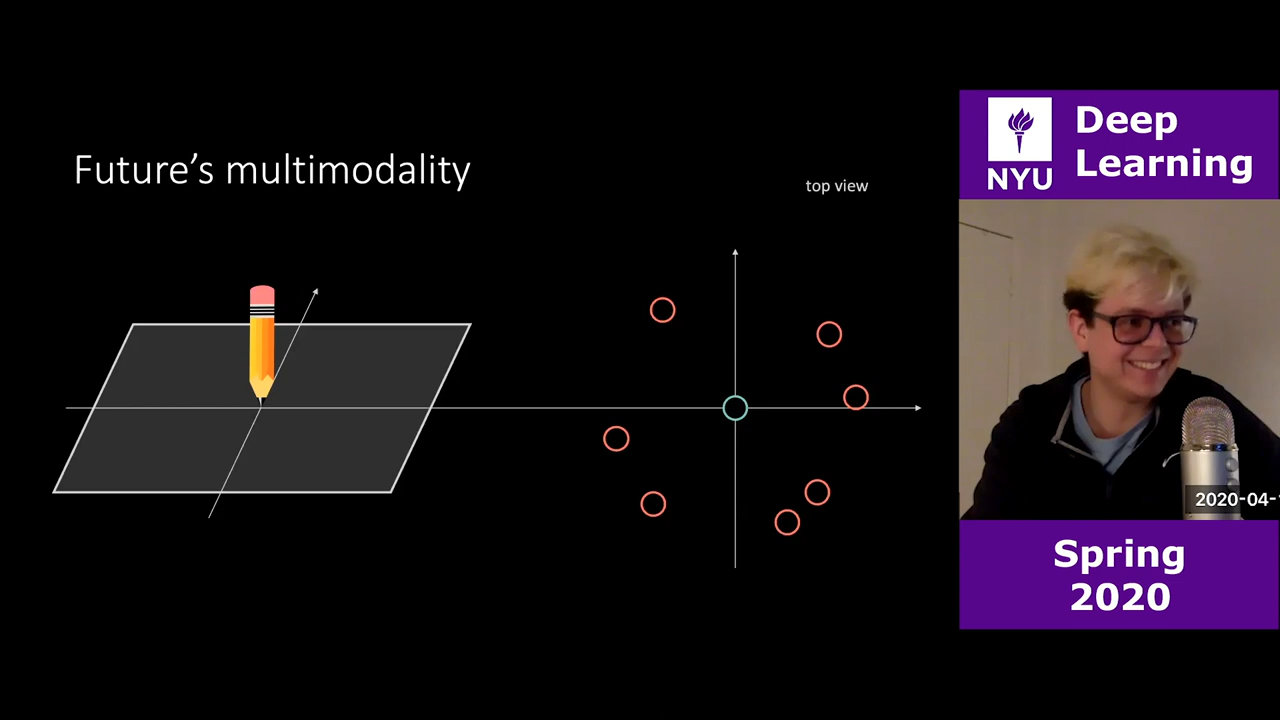 Future's multimodality
top view
NYU
Deep
Learning
2020-04-
Spring
2020